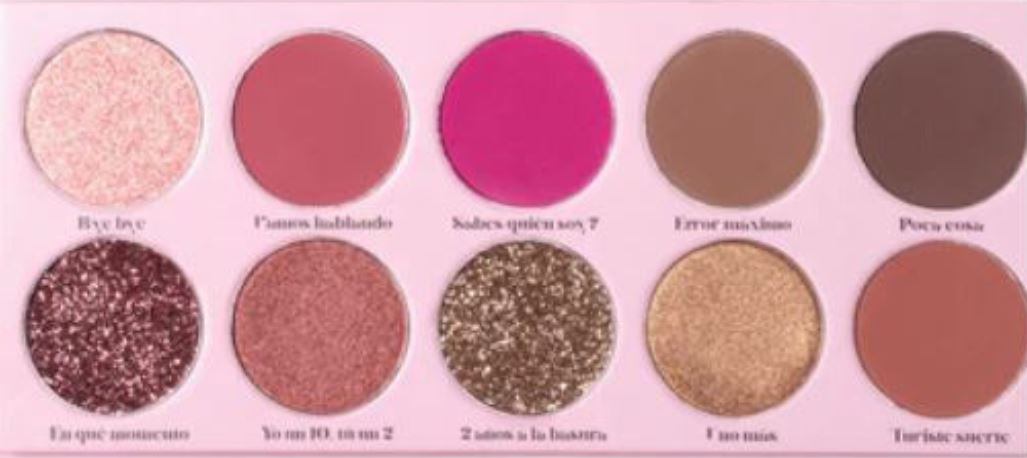 Bye bye
Vamos hablando
Sabes quién soy?
Error máximo
Poca cosa
En qué momento
Yo un 10, tú un 2
2 años a la basura
Uno más
Turiste suerte